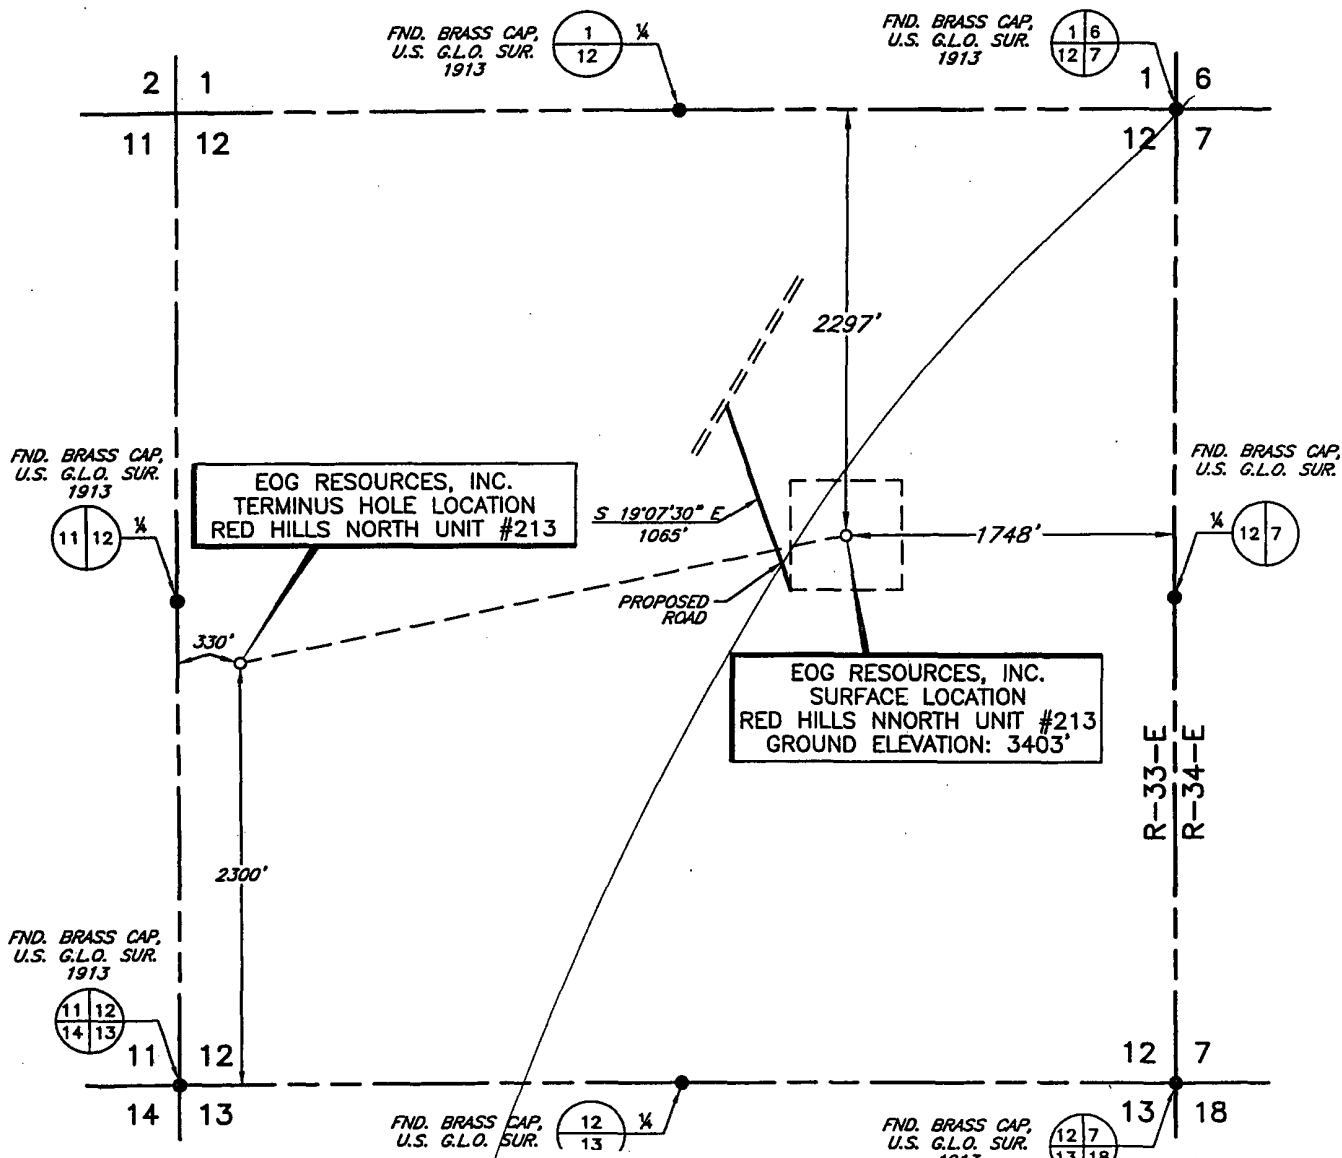 FND. BRASS CAP,
U.S. G.L.O. SUR.
1913
1
12
¼
FND. BRASS CAP,
U.S. G.L.O. SUR.
1913
1 6
12 7
2 1
11 12
1 6
12 7
2297'
FND. BRASS CAP,
U.S. G.L.O. SUR.
1913
11 12
¼
EOG RESOURCES, INC.
TERMINUS HOLE LOCATION
RED HILLS NORTH UNIT #213
S 19°07'30" E
1065'
PROPOSED
ROAD
1748'
FND. BRASS CAP,
U.S. G.L.O. SUR.
¼
12 7
330'
EOG RESOURCES, INC.
SURFACE LOCATION
RED HILLS NNORTH UNIT #213
GROUND ELEVATION: 3403'
R-33-E
R-34-E
2300'
FND. BRASS CAP,
U.S. G.L.O. SUR.
1913
11 12
14 13
11 12
14 13
12 7
13 18
FND. BRASS CAP,
U.S. G.L.O. SUR.
12
13
¼
FND. BRASS CAP,
U.S. G.L.O. SUR.
1913
12 7
13 18